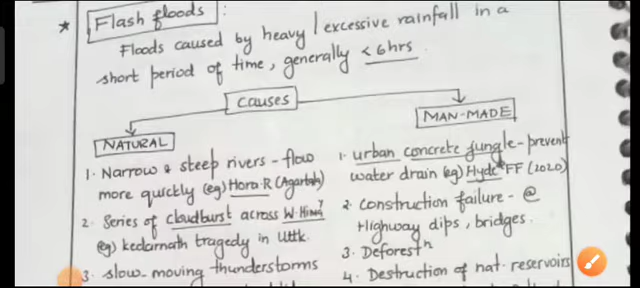 * Flash floods :
Floods caused by heavy / excessive rainfall in a
short period of time, generally < 6hrs
causes
NATURAL
1. Narrow & steep rivers - flow
more quickly (eg) Hora R (Agartala)
2. Series of cloudburst across W. Him^y
(eg) kedarnath tragedy in Uttk.
3. slow-moving thunderstorms
MAN-MADE
1. urban concrete jungle - prevent
water drain (eg) Hyde FF (2020)
2. construction failure - @
Highway dips, bridges.
3. Deforest^n
4. Destruction of nat. reservoirs